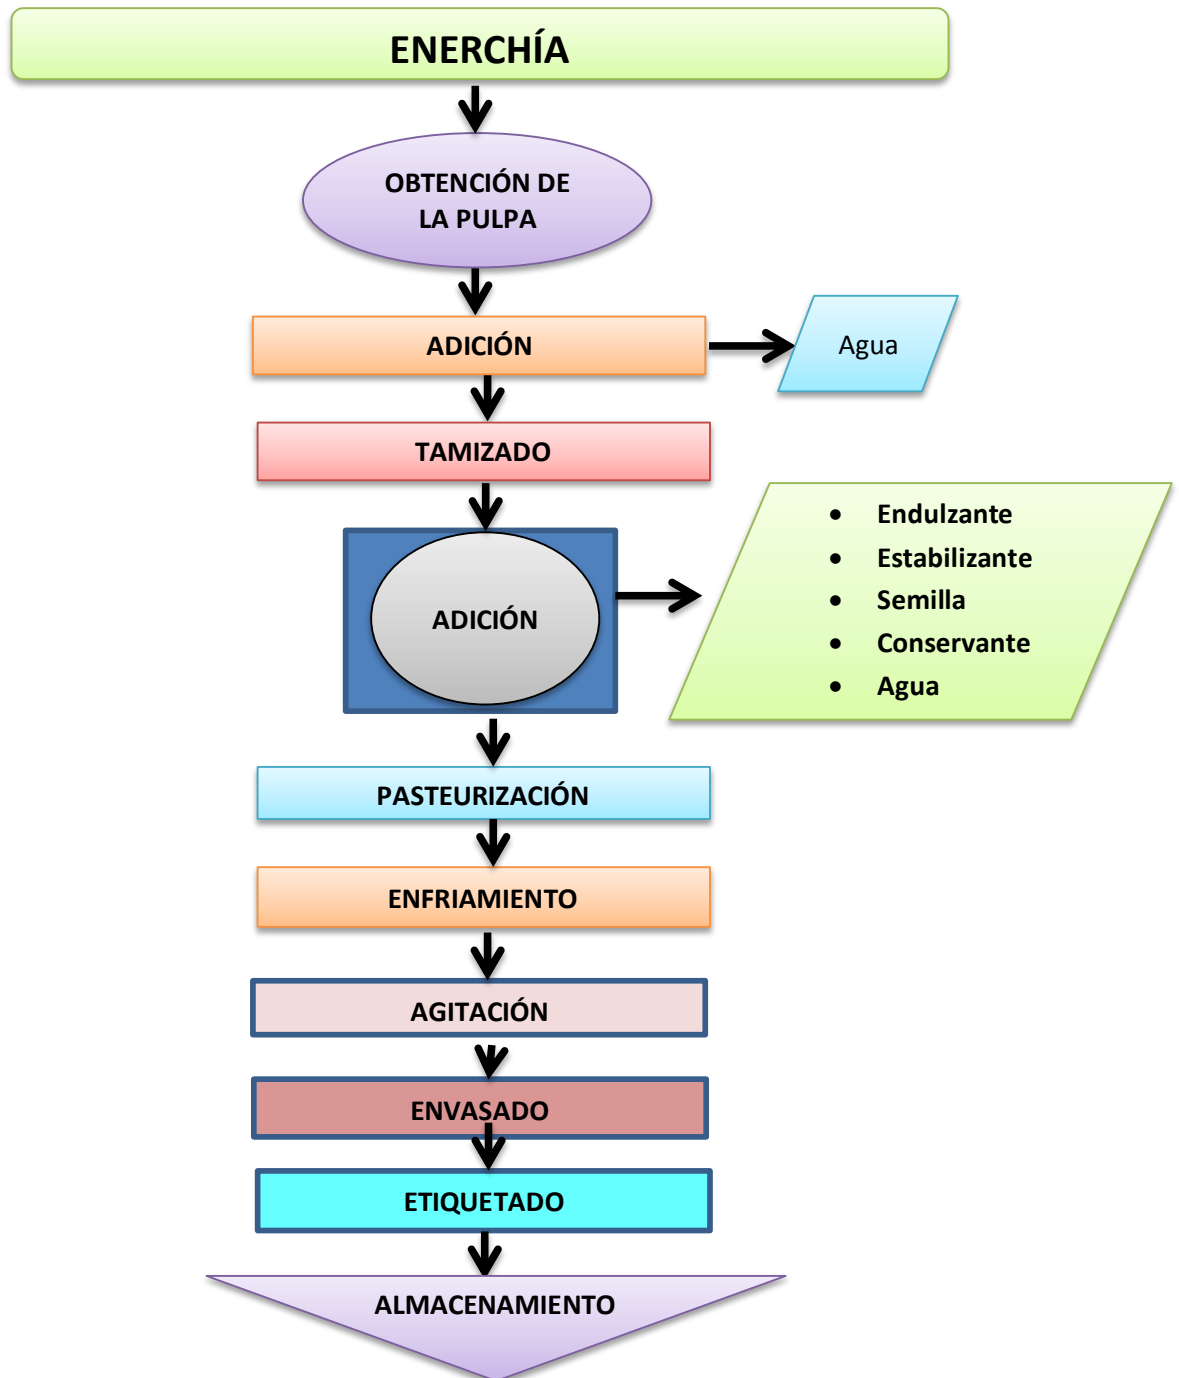 ENERCHÍA
OBTENCIÓN DE
LA PULPA
ADICIÓN
Agua
TAMIZADO
ADICIÓN
• Endulzante
• Estabilizante
• Semilla
• Conservante
• Agua
PASTEURIZACIÓN
ENFRIAMIENTO
AGITACIÓN
ENVASADO
ETIQUETADO
ALMACENAMIENTO